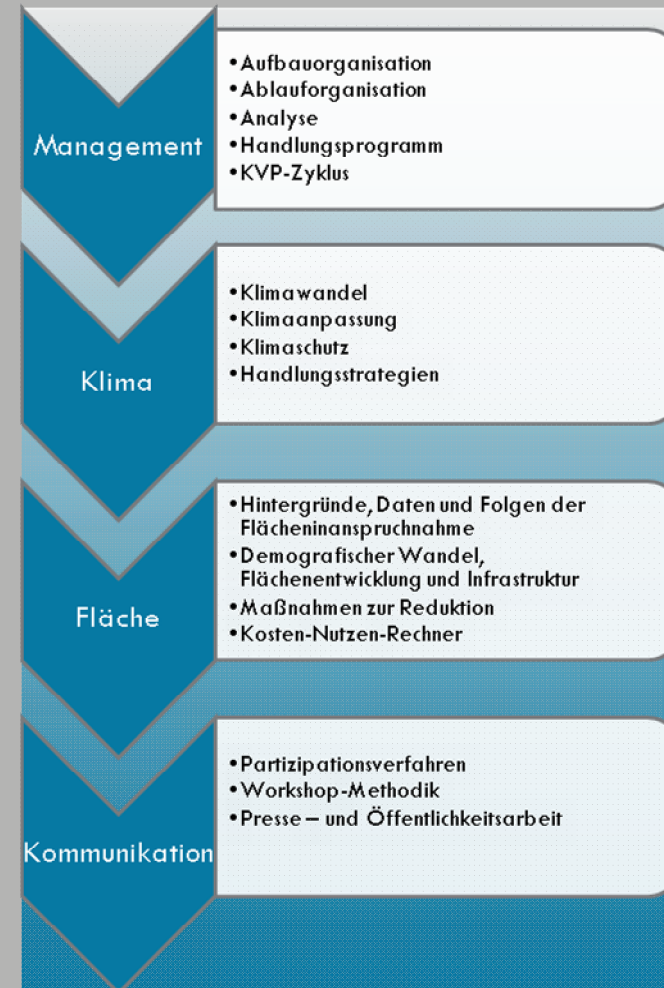 Management
•Aufbauorganisation
•Ablauforganisation
•Analyse
•Handlungsprogramm
•KVP-Zyklus
Klima
•Klimawandel
•Klimaanpassung
•Klimaschutz
•Handlungsstrategien
Fläche
•Hintergründe, Daten und Folgen der
Flächeninanspruchnahme
•Demografischer Wandel,
Flächenentwicklung und Infrastruktur
•Maßnahmen zur Reduktion
•Kosten-Nutzen-Rechner
Kommunikation
•Partizipationsverfahren
•Workshop-Methodik
•Presse – und Öffentlichkeitsarbeit